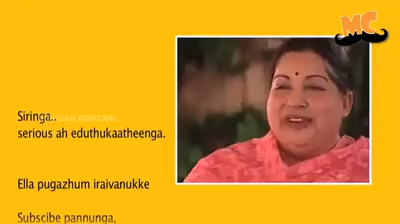 MC
Siringa..
serious ah eduthukaatheenga.
Ella pugazhum iraivanukke
Subscibe pannunga,